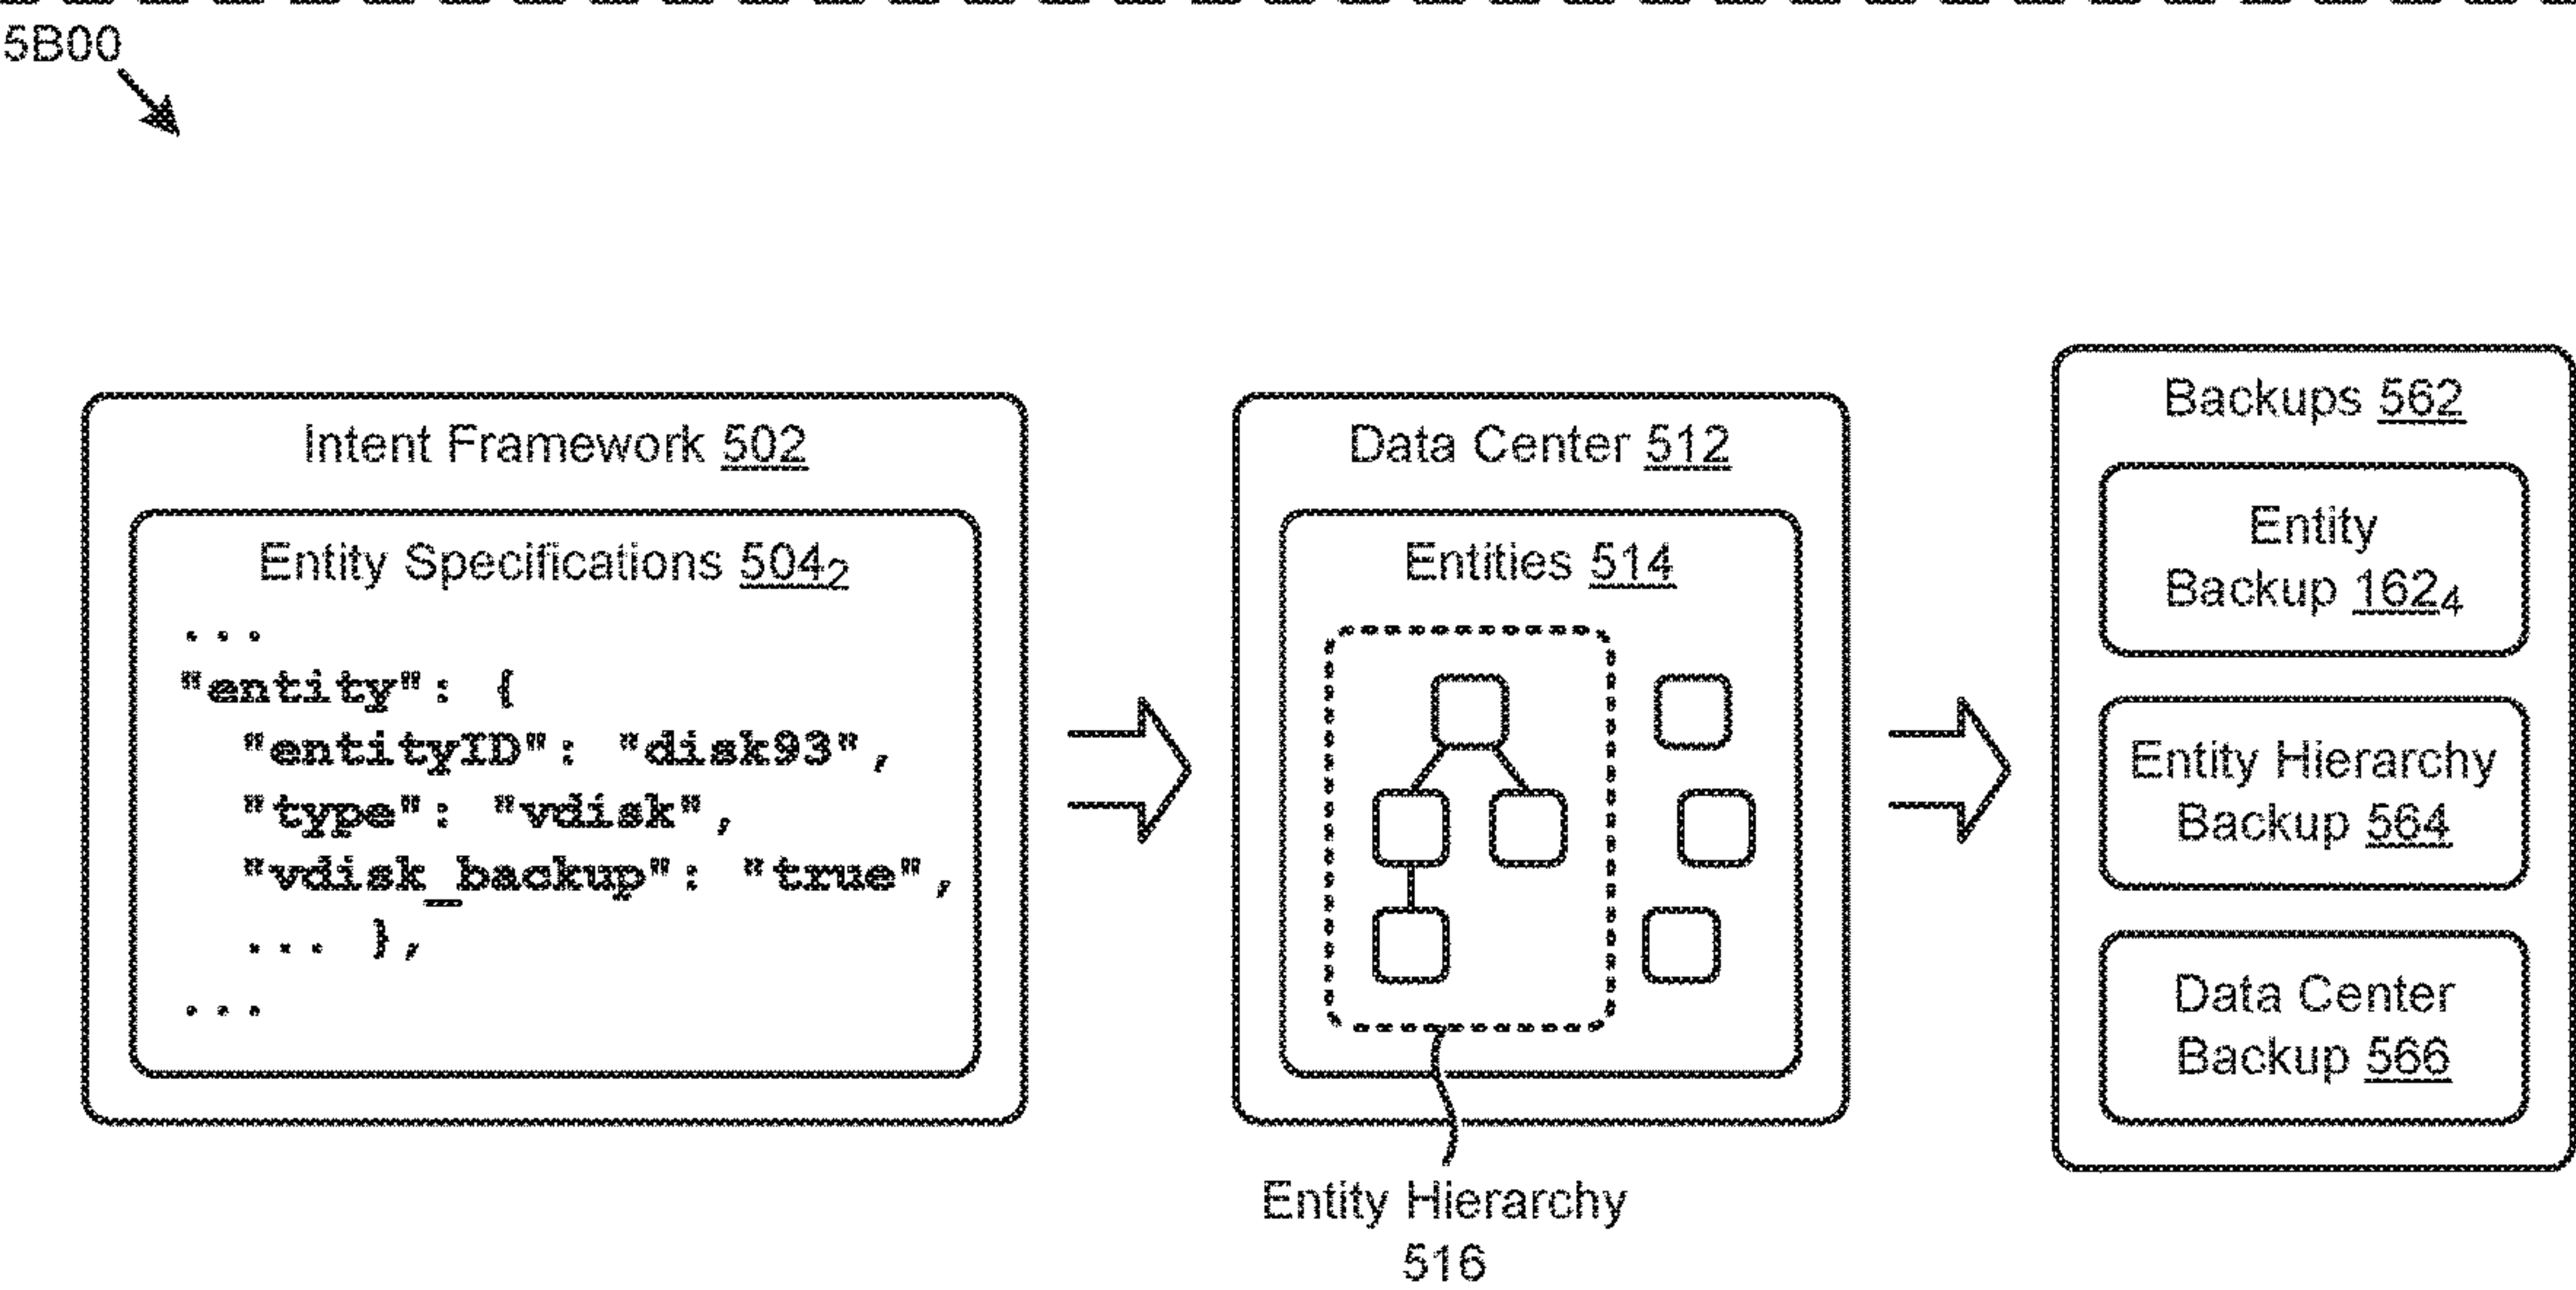 5B00
Intent Framework 502
Entity Specifications 504₂
...
"entity": {
"entityID": "disk93",
"type": "vdisk",
"vdisk_backup": "true",
... },
...
Data Center 512
Entities 514
Entity Hierarchy
516
Backups 562
Entity
Backup 162₄
Entity Hierarchy
Backup 564
Data Center
Backup 566